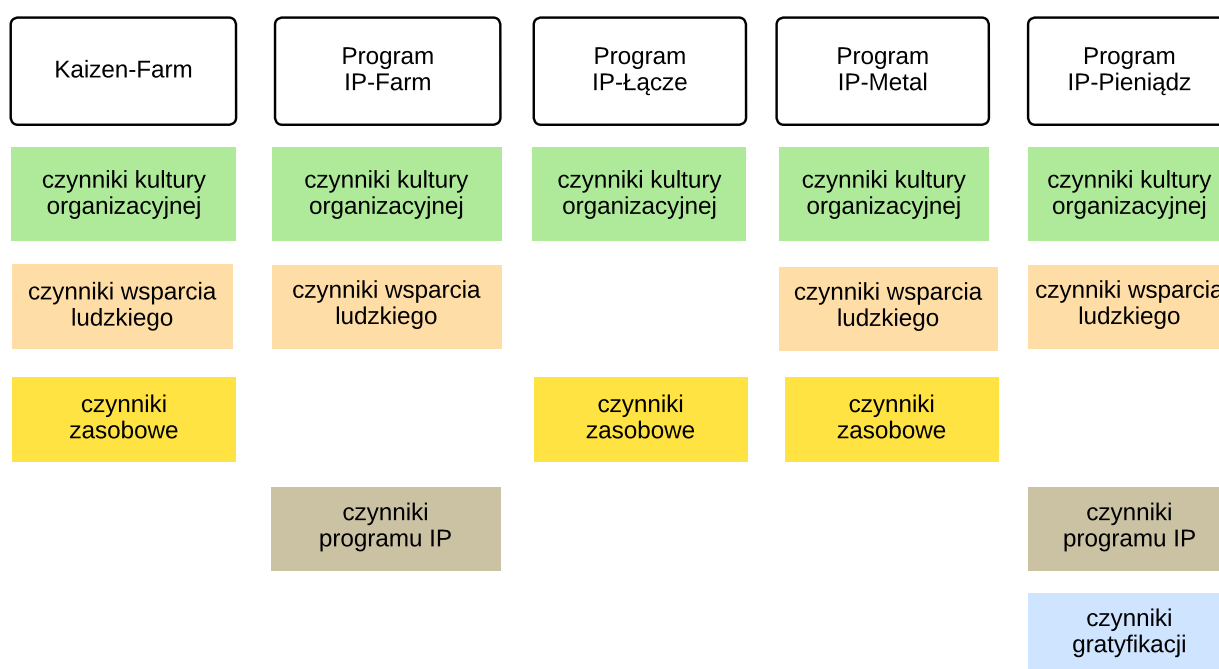 Kaizen-Farm
Program
IP-Farm
Program
IP-Łącze
Program
IP-Metal
Program
IP-Pieniądz
czynniki kultury
organizacyjnej
czynniki kultury
organizacyjnej
czynniki kultury
organizacyjnej
czynniki kultury
organizacyjnej
czynniki kultury
organizacyjnej
czynniki wsparcia
ludzkiego
czynniki wsparcia
ludzkiego
czynniki wsparcia
ludzkiego
czynniki wsparcia
ludzkiego
czynniki
zasobowe
czynniki
zasobowe
czynniki
zasobowe
czynniki
programu IP
czynniki
programu IP
czynniki
gratyfikacji